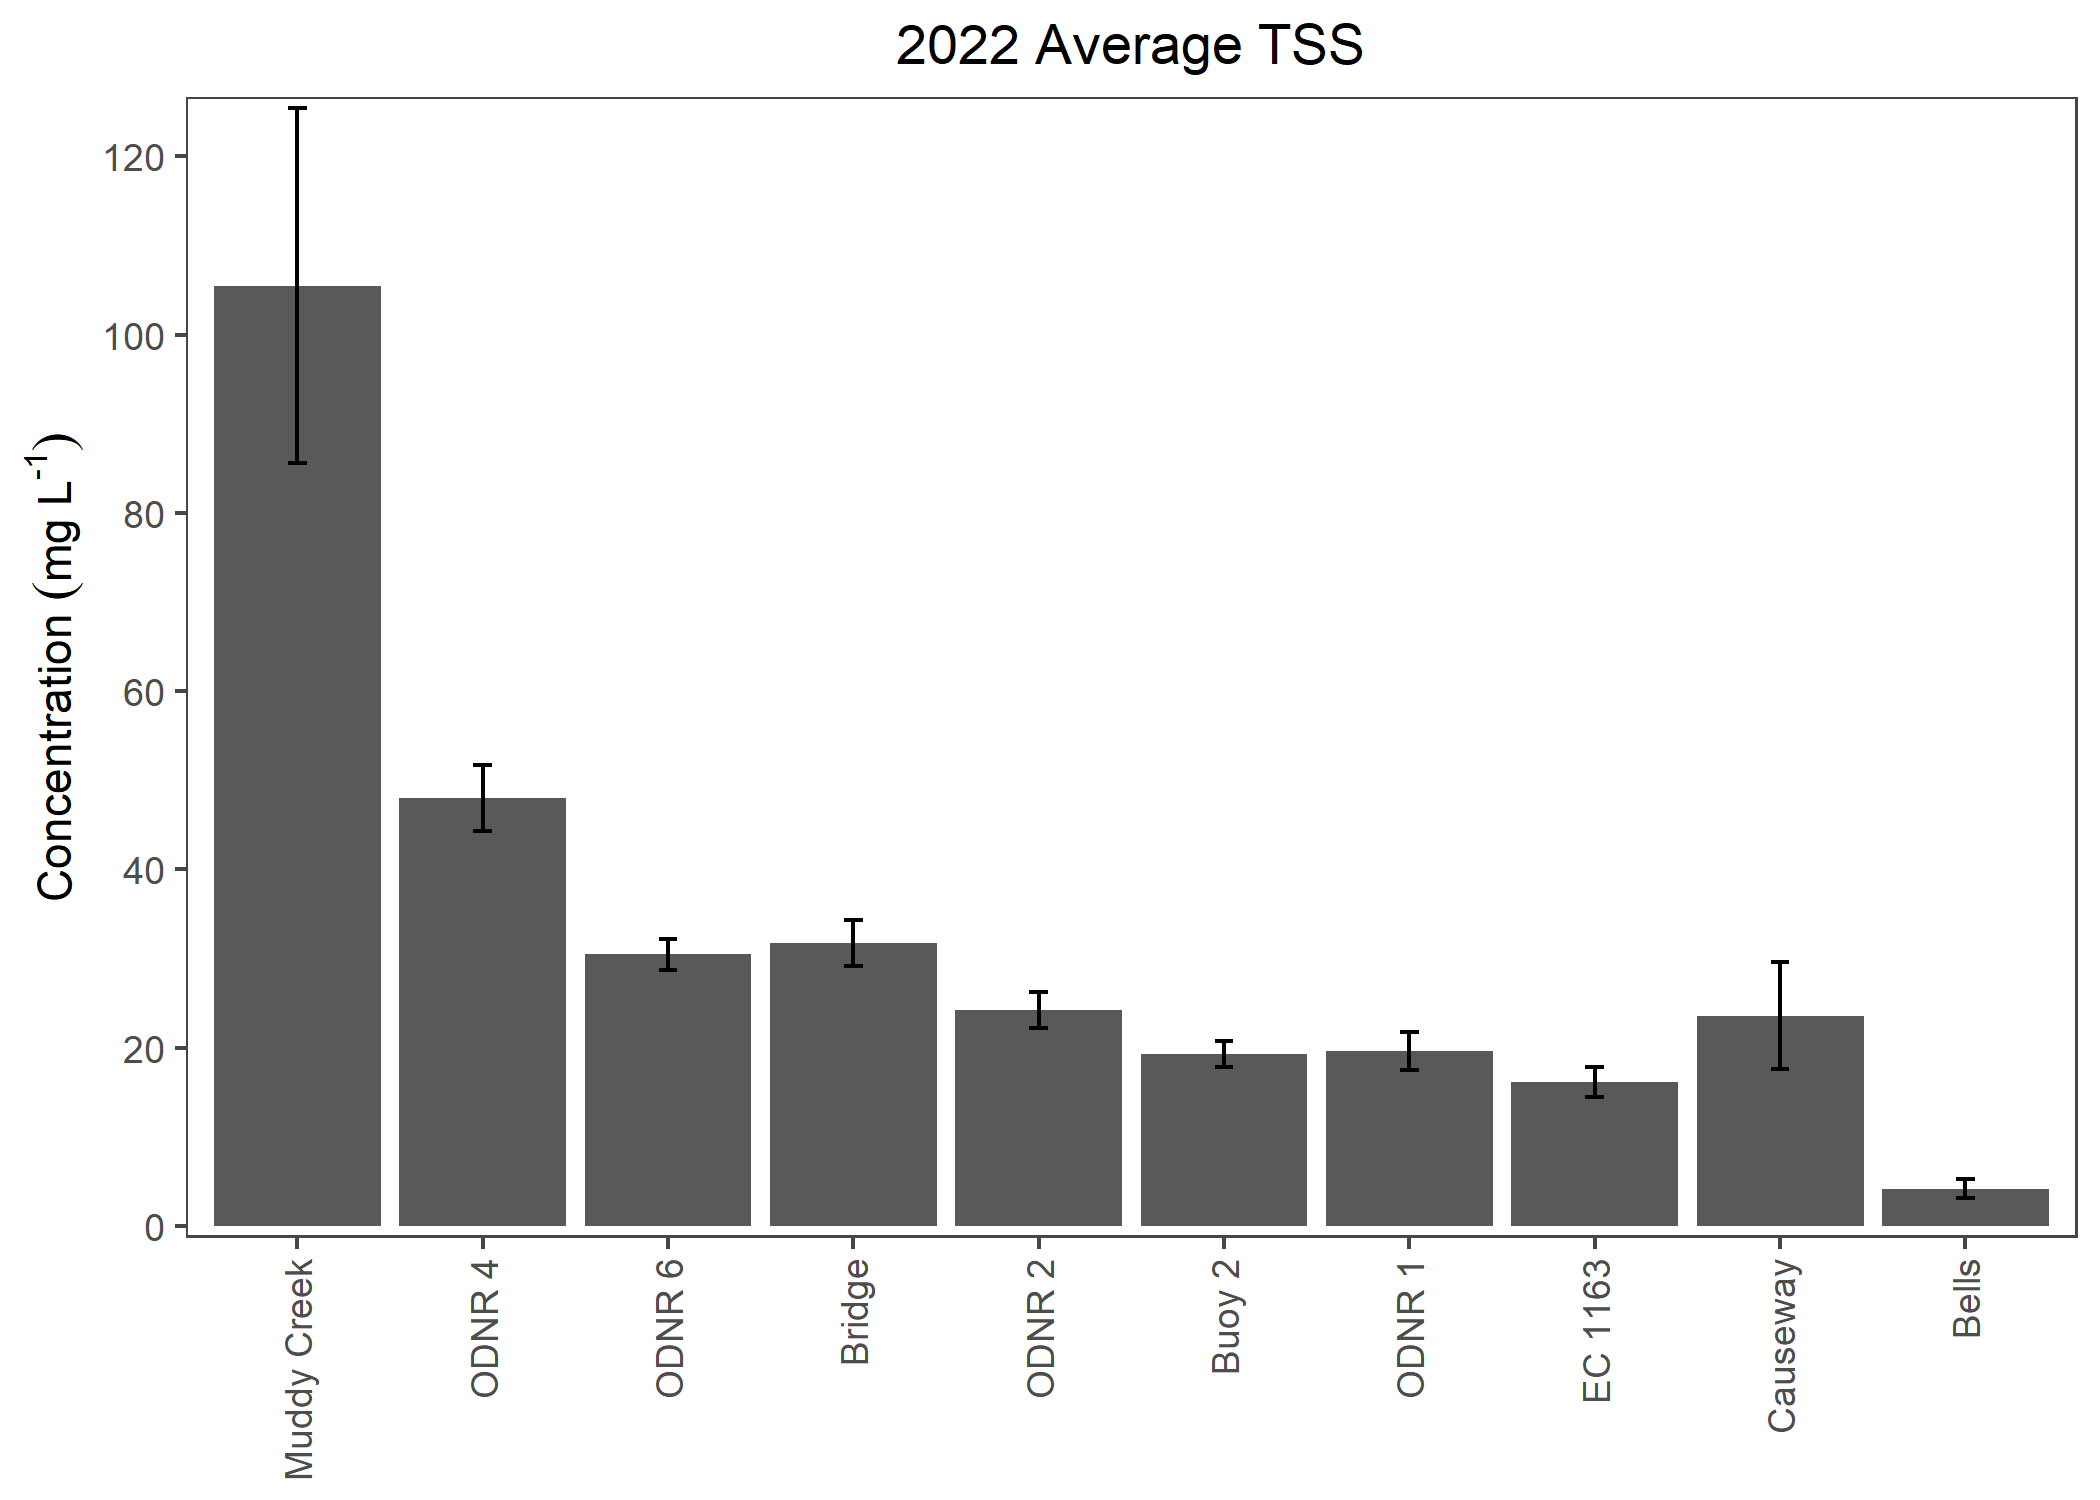 2022 Average TSS
Concentration (mg L-1)
120
100
80
60
40
20
0
Muddy Creek
ODNR 4
ODNR 6
Bridge
ODNR 2
Buoy 2
ODNR 1
EC 1163
Causeway
Bells